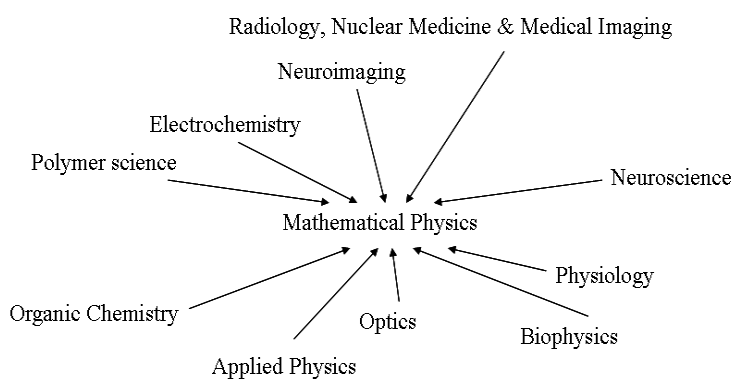 Radiology, Nuclear Medicine & Medical Imaging
Neuroimaging
Electrochemistry
Polymer science
Neuroscience
Mathematical Physics
Physiology
Organic Chemistry
Optics
Biophysics
Applied Physics